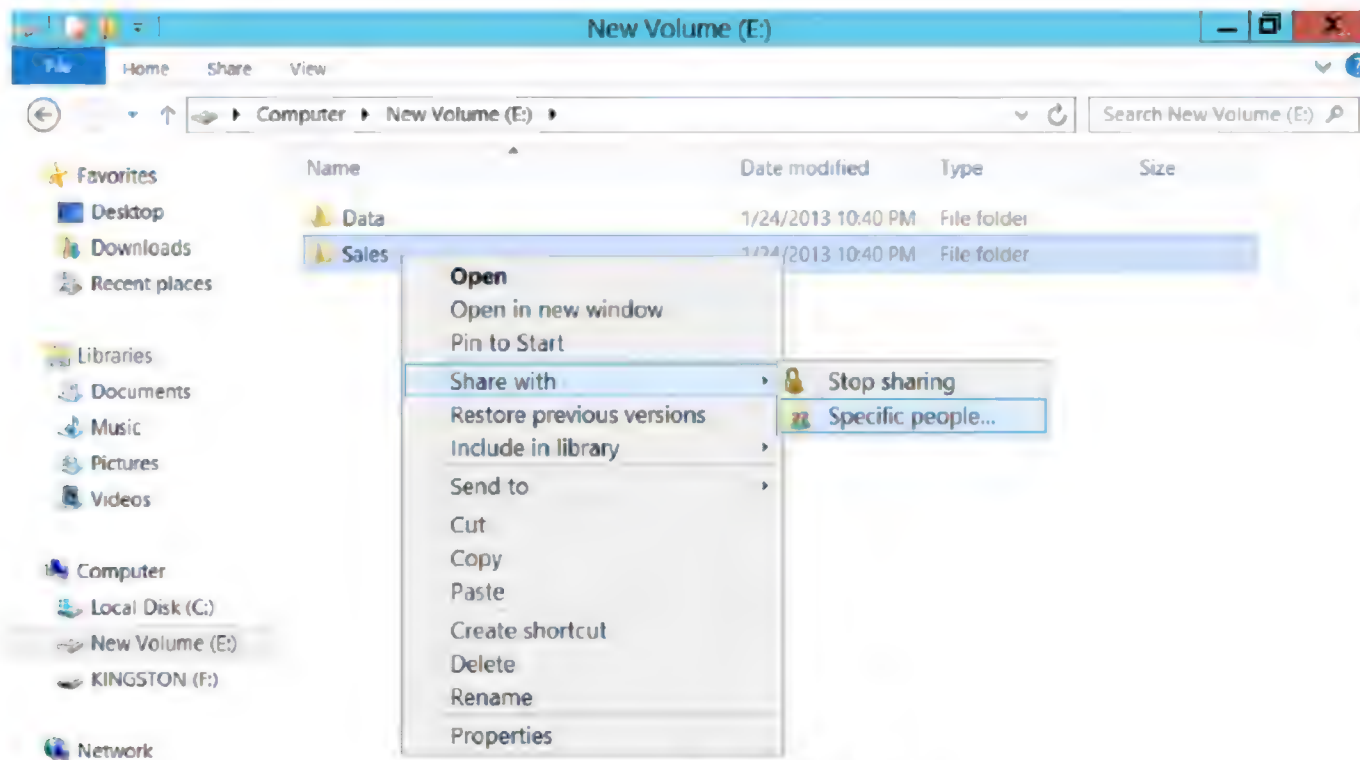 New Volume (E:)
File Home Share View
Computer New Volume (E:) Search New Volume (E:)
Name Date modified Type Size
Favorites
Desktop
Downloads
Recent places
Libraries
Documents
Music
Pictures
Videos
Computer
Local Disk (C:)
New Volume (E:)
KINGSTON (F:)
Network
Data 1/24/2013 10:40 PM File folder
Sales 1/24/2013 10:40 PM File folder
Open
Open in new window
Pin to Start
Share with
Restore previous versions
Include in library
Send to
Cut
Copy
Paste
Create shortcut
Delete
Rename
Properties
Stop sharing
Specific people...